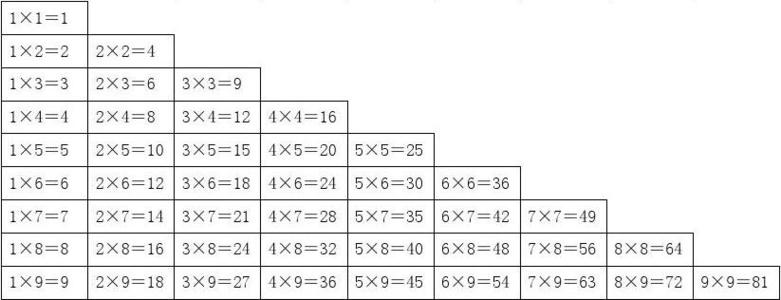 1×1=1
1×2=2 2×2=4
1×3=3 2×3=6 3×3=9
1×4=4 2×4=8 3×4=12 4×4=16
1×5=5 2×5=10 3×5=15 4×5=20 5×5=25
1×6=6 2×6=12 3×6=18 4×6=24 5×6=30 6×6=36
1×7=7 2×7=14 3×7=21 4×7=28 5×7=35 6×7=42 7×7=49
1×8=8 2×8=16 3×8=24 4×8=32 5×8=40 6×8=48 7×8=56 8×8=64
1×9=9 2×9=18 3×9=27 4×9=36 5×9=45 6×9=54 7×9=63 8×9=72 9×9=81